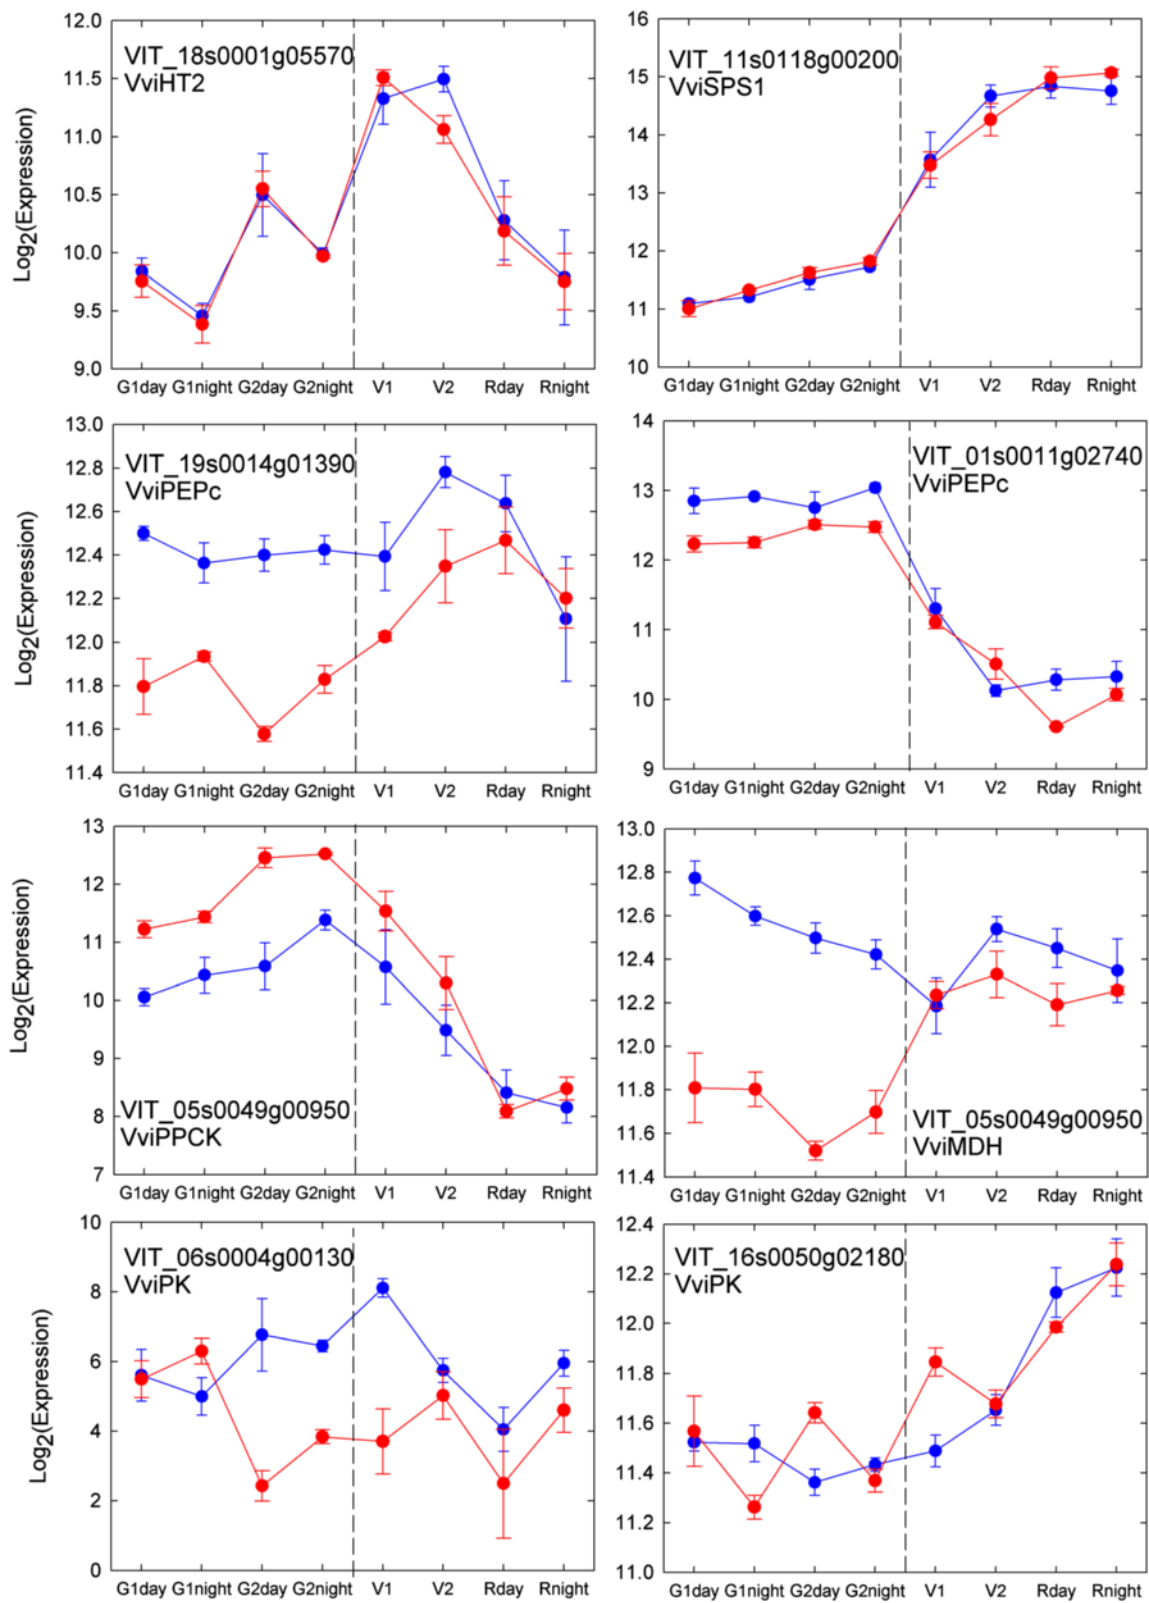 12.0
11.5
11.0
10.5
10.0
9.5
9.0
Log2(Expression)
VIT_18s0001g05570
VviHT2
G1day G1night G2day G2night V1 V2 Rday Rnight
16
15
14
13
12
11
10
VIT_11s0118g00200
VviSPS1
G1day G1night G2day G2night V1 V2 Rday Rnight
13.0
12.8
12.6
12.4
12.2
12.0
11.8
11.6
11.4
Log2(Expression)
VIT_19s0014g01390
VviPEPc
G1day G1night G2day G2night V1 V2 Rday Rnight
14
13
12
11
10
9
VIT_01s0011g02740
VviPEPc
G1day G1night G2day G2night V1 V2 Rday Rnight
13
12
11
10
9
8
7
Log2(Expression)
VIT_05s0049g00950
VviPPCK
G1day G1night G2day G2night V1 V2 Rday Rnight
13.0
12.8
12.6
12.4
12.2
12.0
11.8
11.6
11.4
VIT_05s0049g00950
VviMDH
G1day G1night G2day G2night V1 V2 Rday Rnight
10
8
6
4
2
0
Log2(Expression)
VIT_06s0004g00130
VviPK
G1day G1night G2day G2night V1 V2 Rday Rnight
12.4
12.2
12.0
11.8
11.6
11.4
11.2
11.0
VIT_16s0050g02180
VviPK
G1day G1night G2day G2night V1 V2 Rday Rnight